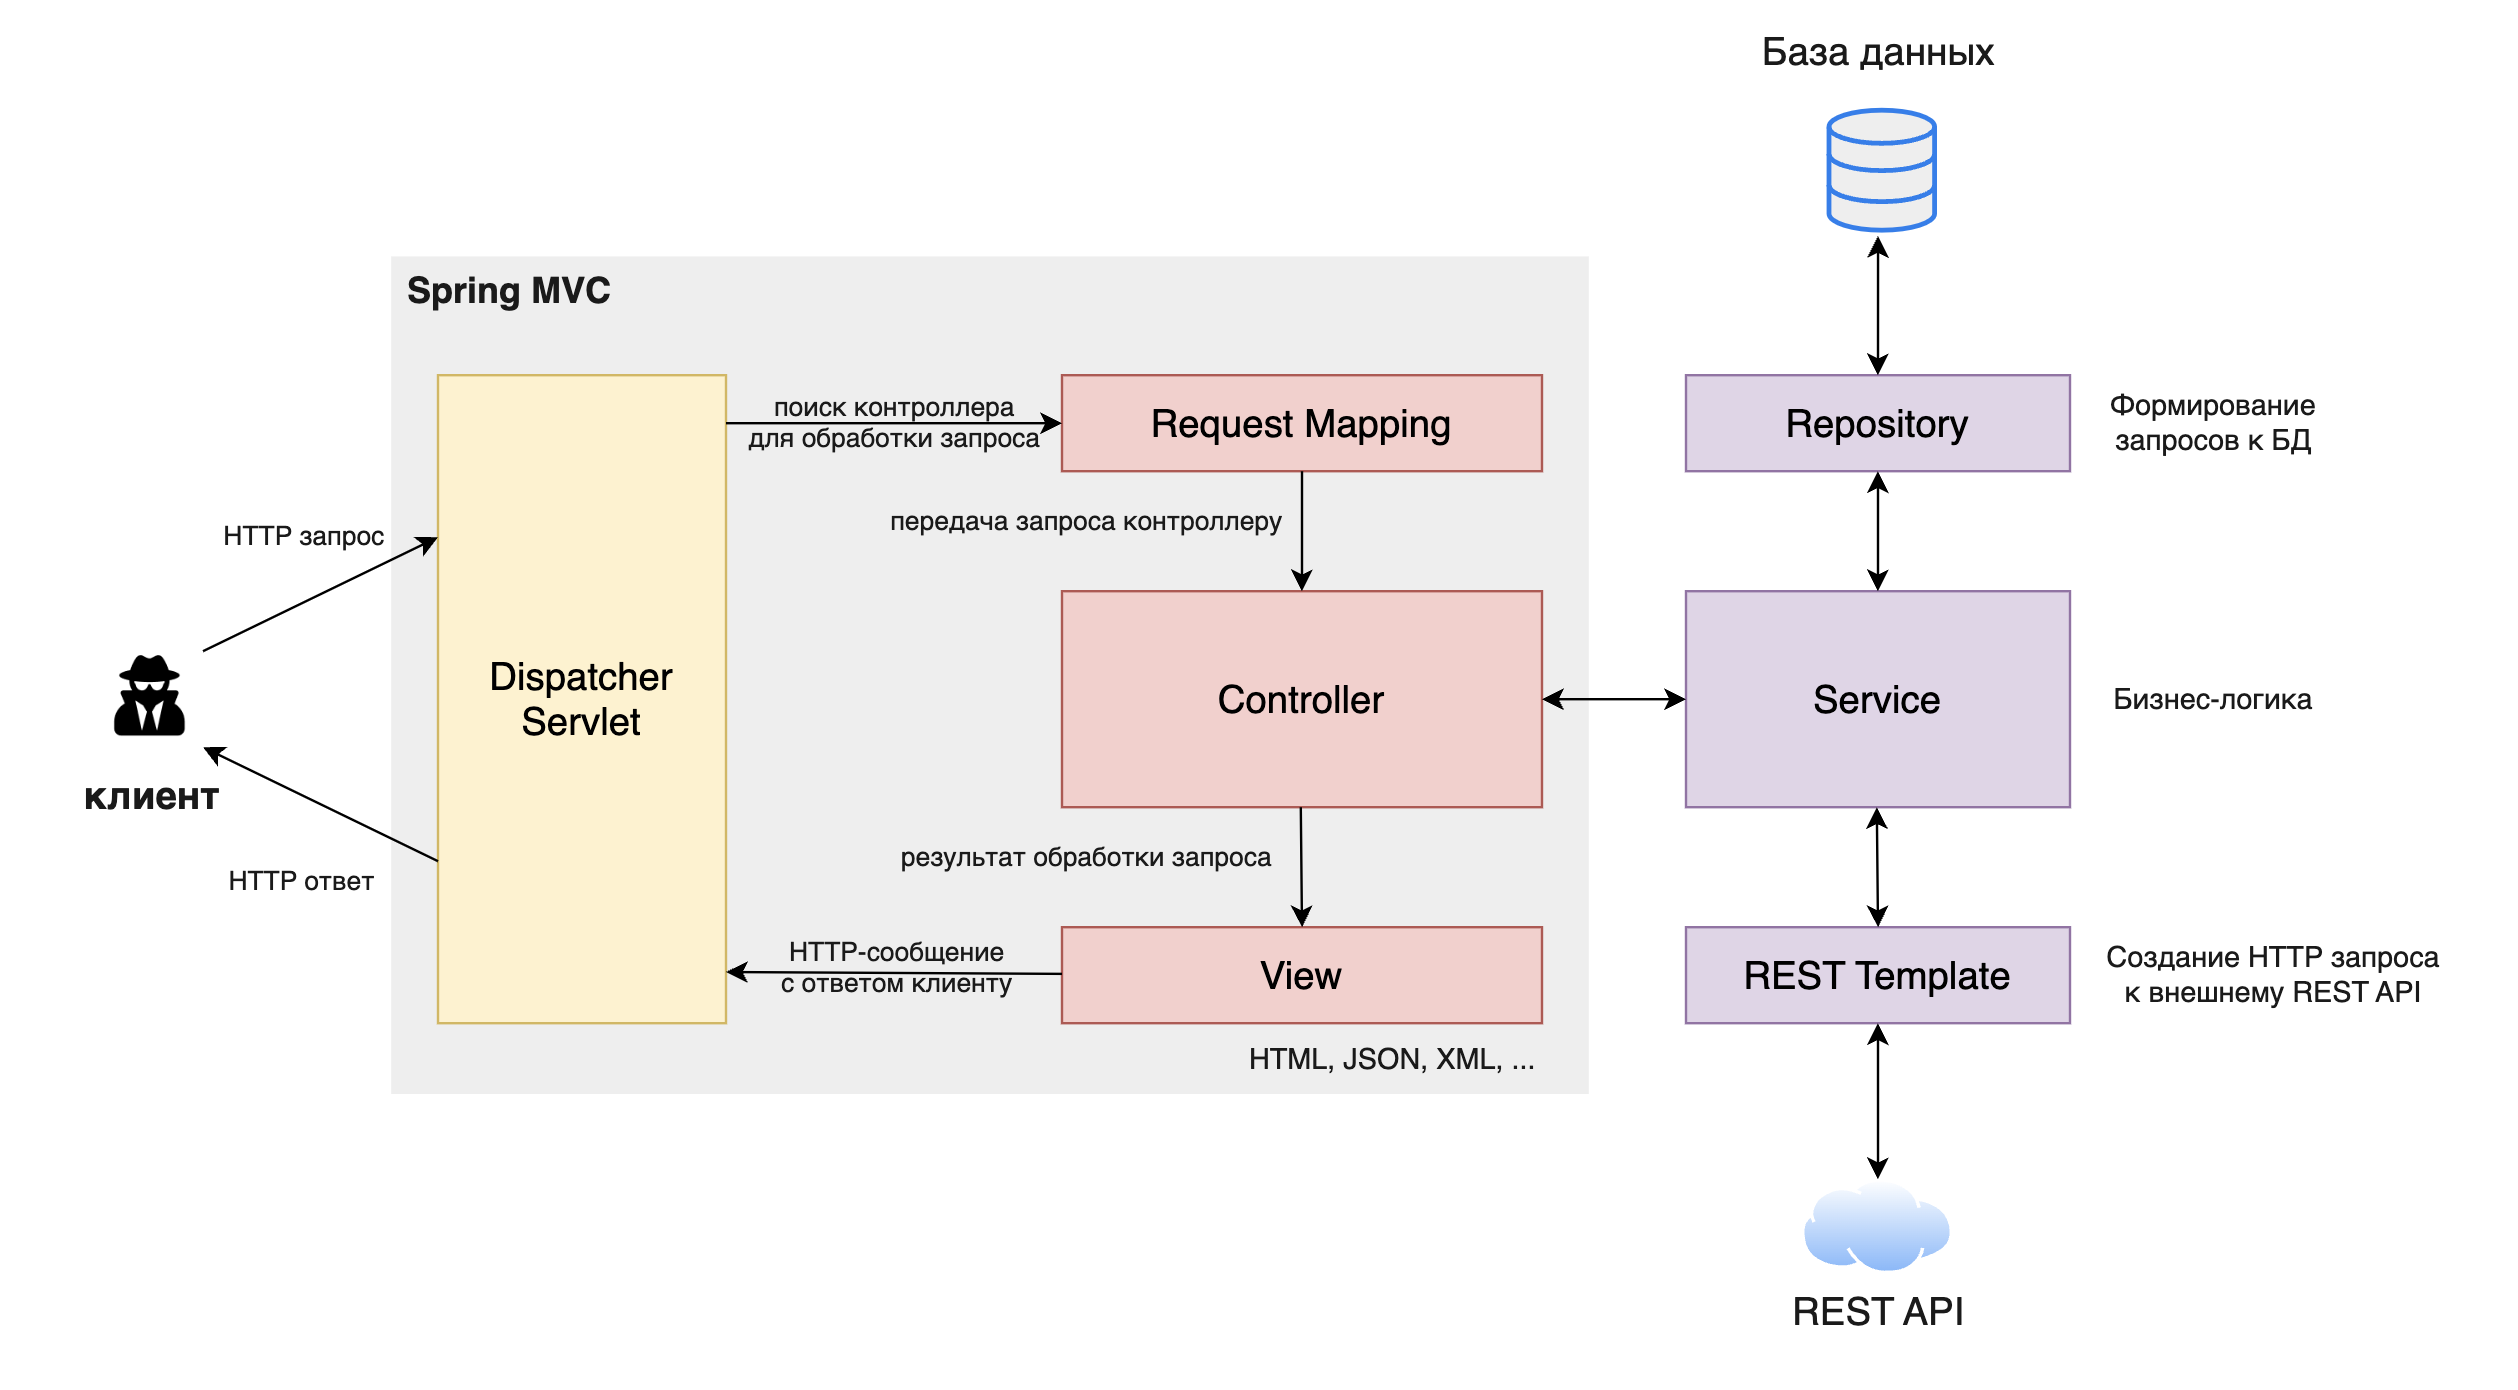 База данных
Spring MVC
поиск контроллера
для обработки запроса
Request Mapping
Repository
Формирование
запросов к БД
HTTP запрос
передача запроса контроллеру
Dispatcher
Servlet
Controller
Service
Бизнес-логика
клиент
HTTP ответ
результат обработки запроса
HTTP-сообщение
с ответом клиенту
View
REST Template
Создание HTTP запроса
к внешнему REST API
HTML, JSON, XML, ...
REST API